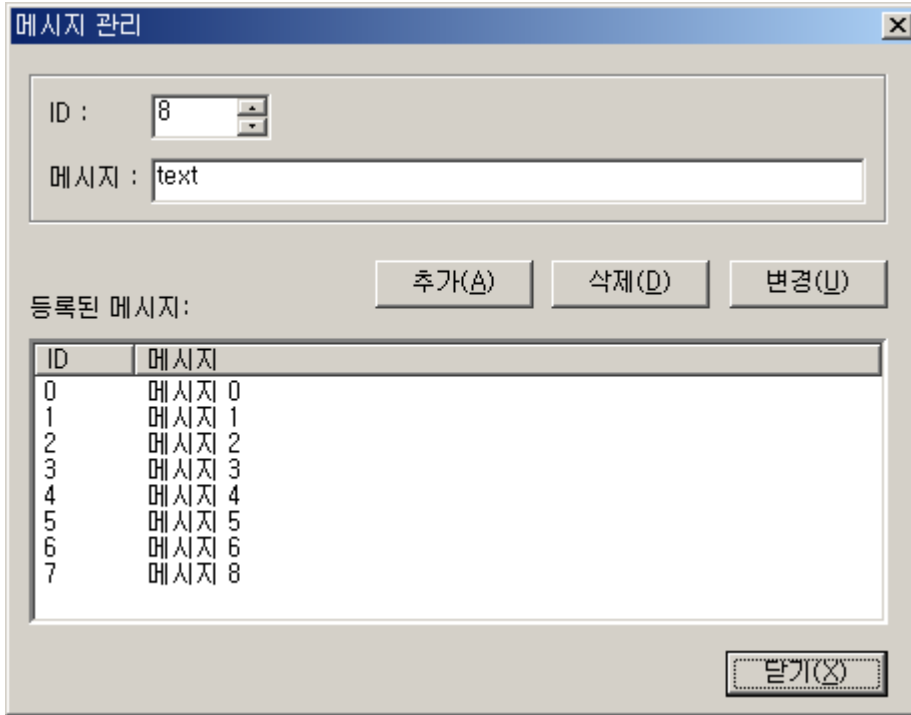 메시지 관리
ID : 8
메시지 : text
추가(A) 삭제(D) 변경(U)
등록된 메시지:
ID 메시지
0 메시지 0
1 메시지 1
2 메시지 2
3 메시지 3
4 메시지 4
5 메시지 5
6 메시지 6
7 메시지 8
닫기(X)